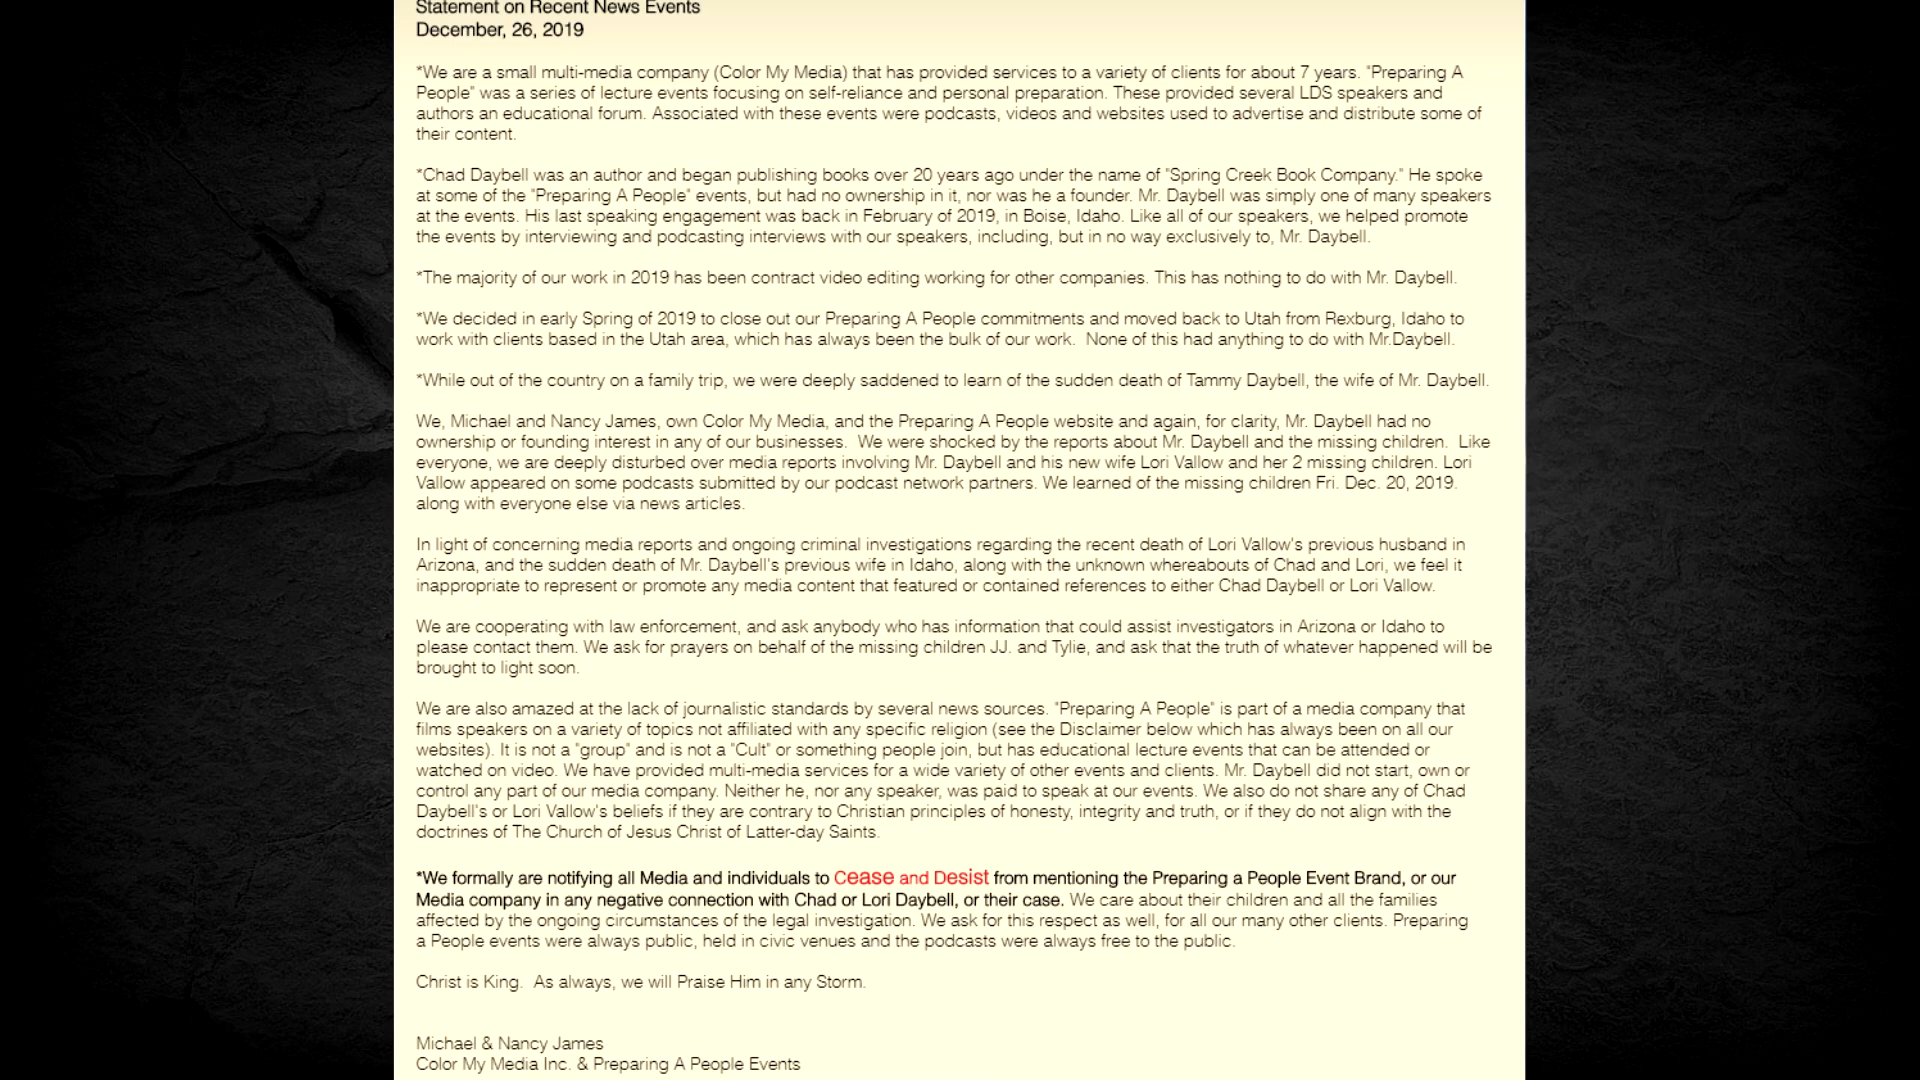 Statement on Recent News Events
December, 26, 2019
*We are a small multi-media company (Color My Media) that has provided services to a variety of clients for about 7 years. "Preparing A
People" was a series of lecture events focusing on self-reliance and personal preparation. These provided several LDS speakers and
authors an educational forum. Associated with these events were podcasts, videos and websites used to advertise and distribute some of
their content.
*Chad Daybell was an author and began publishing books over 20 years ago under the name of "Spring Creek Book Company." He spoke
at some of the "Preparing A People" events, but had no ownership in it, nor was he a founder. Mr. Daybell was simply one of many speakers
at the events. His last speaking engagement was back in February of 2019, in Boise, Idaho. Like all of our speakers, we helped promote
the events by interviewing and podcasting interviews with our speakers, including, but in no way exclusively to, Mr. Daybell.
*The majority of our work in 2019 has been contract video editing working for other companies. This has nothing to do with Mr. Daybell.
*We decided in early Spring of 2019 to close out our Preparing A People commitments and moved back to Utah from Rexburg, Idaho to
work with clients based in the Utah area, which has always been the bulk of our work.  None of this had anything to do with Mr.Daybell.
*While out of the country on a family trip, we were deeply saddened to learn of the sudden death of Tammy Daybell, the wife of Mr. Daybell.
We, Michael and Nancy James, own Color My Media, and the Preparing A People website and again, for clarity, Mr. Daybell had no
ownership or founding interest in any of our businesses.  We were shocked by the reports about Mr. Daybell and the missing children.  Like
everyone, we are deeply disturbed over media reports involving Mr. Daybell and his new wife Lori Vallow and her 2 missing children. Lori
Vallow appeared on some podcasts submitted by our podcast network partners. We learned of the missing children Fri. Dec. 20, 2019.
along with everyone else via news articles.
In light of concerning media reports and ongoing criminal investigations regarding the recent death of Lori Vallow's previous husband in
Arizona, and the sudden death of Mr. Daybell's previous wife in Idaho, along with the unknown whereabouts of Chad and Lori, we feel it
inappropriate to represent or promote any media content that featured or contained references to either Chad Daybell or Lori Vallow.
We are cooperating with law enforcement, and ask anybody who has information that could assist investigators in Arizona or Idaho to
please contact them. We ask for prayers on behalf of the missing children JJ. and Tylie, and ask that the truth of whatever happened will be
brought to light soon.
We are also amazed at the lack of journalistic standards by several news sources. "Preparing A People" is part of a media company that
films speakers on a variety of topics not affiliated with any specific religion (see the Disclaimer below which has always been on all our
websites). It is not a "group" and is not a "Cult" or something people join, but has educational lecture events that can be attended or
watched on video. We have provided multi-media services for a wide variety of other events and clients. Mr. Daybell did not start, own or
control any part of our media company. Neither he, nor any speaker, was paid to speak at our events. We also do not share any of Chad
Daybell's or Lori Vallow's beliefs if they are contrary to Christian principles of honesty, integrity and truth, or if they do not align with the
doctrines of The Church of Jesus Christ of Latter-day Saints.
*We formally are notifying all Media and individuals to Cease and Desist from mentioning the Preparing a People Event Brand, or our
Media company in any negative connection with Chad or Lori Daybell, or their case. We care about their children and all the families
affected by the ongoing circumstances of the legal investigation. We ask for this respect as well, for all our many other clients. Preparing
a People events were always public, held in civic venues and the podcasts were always free to the public.
Christ is King.  As always, we will Praise Him in any Storm.
Michael & Nancy James
Color My Media Inc. & Preparing A People Events